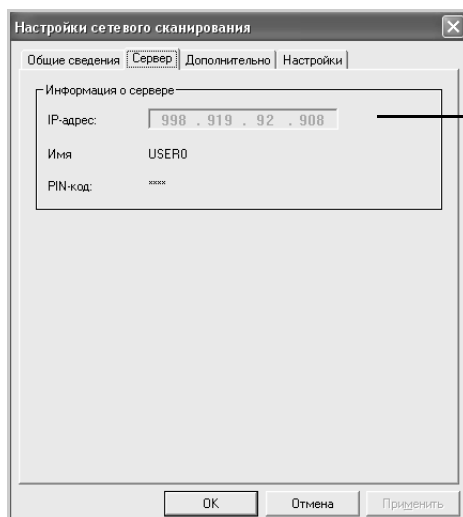 Настройки сетевого сканирования
Общие сведения Сервер Дополнительно Настройки
Информация о сервере
IP-адрес: 998 . 919 . 92 . 908
Имя USER0
PIN-код: ****
OK Отмена Применить